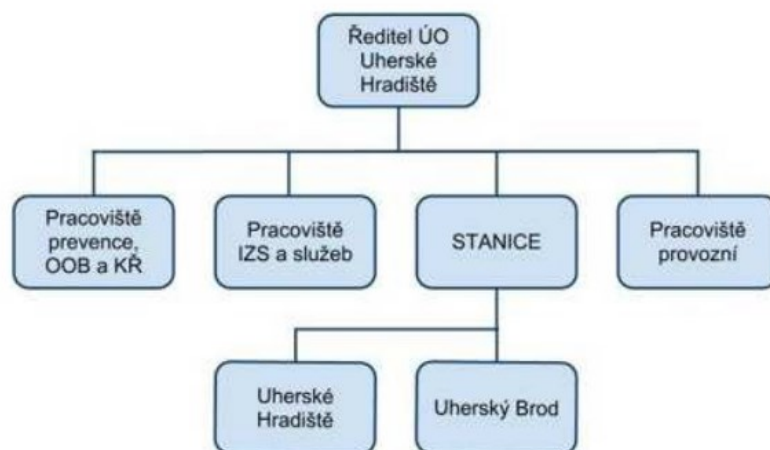 Ředitel ÚO
Uherské
Hradiště
Pracoviště
prevence,
OOB a KŘ
Pracoviště
IZS a služeb
STANICE
Pracoviště
provozní
Uherské
Hradiště
Uherský Brod